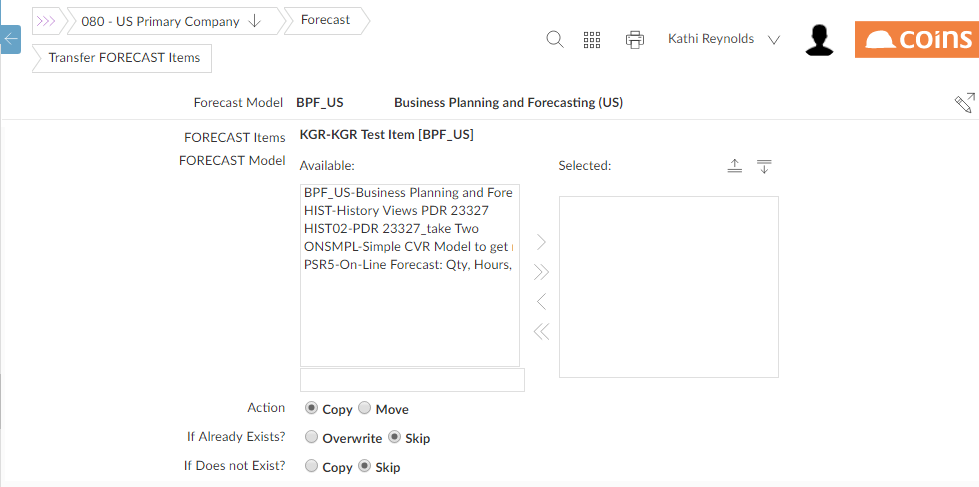 080 - US Primary Company
Forecast
Transfer FORECAST Items
Kathi Reynolds
coins
Forecast Model BPF_US Business Planning and Forecasting (US)
FORECAST Items KGR-KGR Test Item [BPF_US]
FORECAST Model Available: Selected:
BPF_US-Business Planning and Fore
HIST-History Views PDR 23327
HIST02-PDR 23327_take Two
ONSMPL-Simple CVR Model to get
PSR5-On-Line Forecast: Qty, Hours,
Action Copy Move
If Already Exists? Overwrite Skip
If Does not Exist? Copy Skip